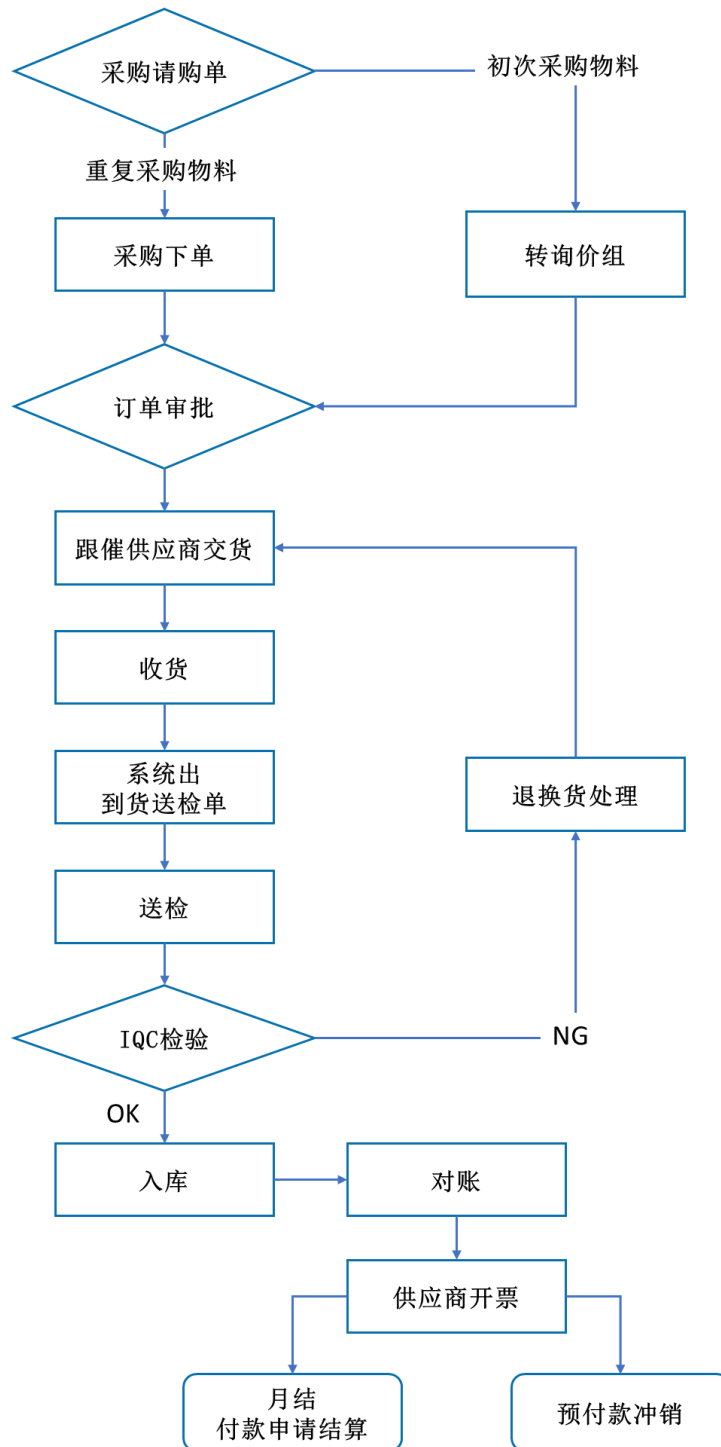 采购请购单
初次采购物料
重复采购物料
采购下单
转询价组
订单审批
跟催供应商交货
收货
系统出
到货送检单
退换货处理
送检
IQC检验
NG
OK
入库
对账
供应商开票
月结
付款申请结算
预付款冲销